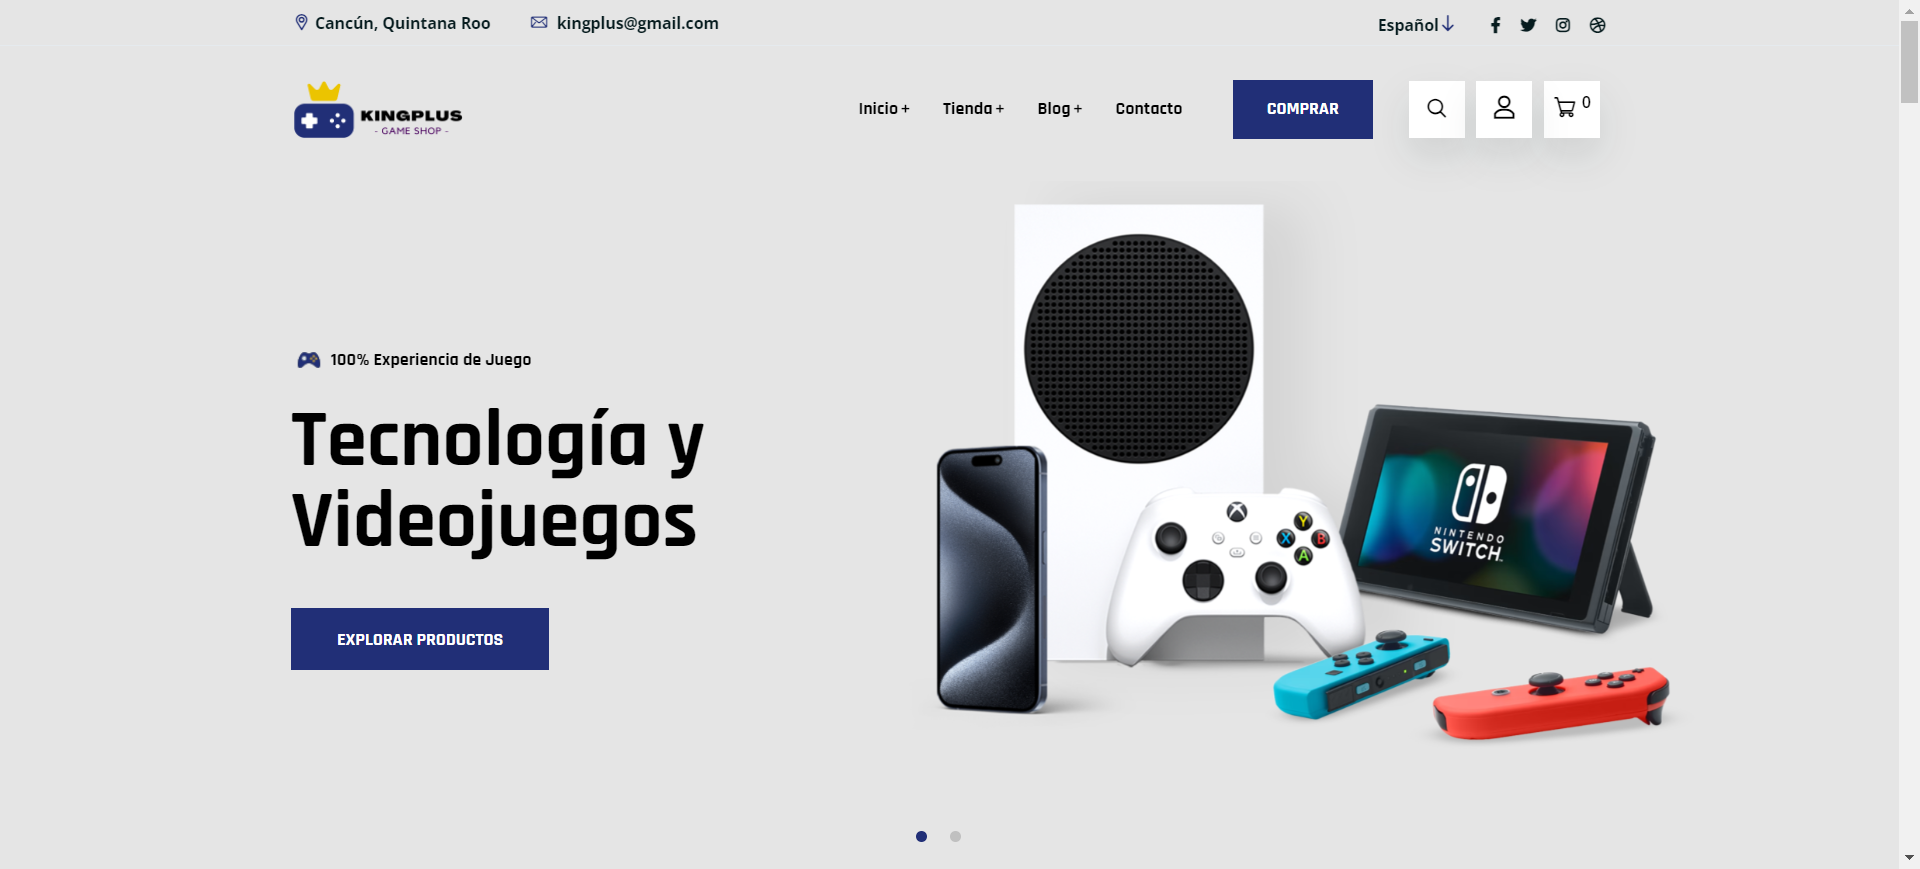 Cancún, Quintana Roo
kingplus@gmail.com
Español
KINGPLUS
- GAME SHOP -
Inicio +
Tienda +
Blog +
Contacto
COMPRAR
0
100% Experiencia de Juego
Tecnología y
Videojuegos
EXPLORAR PRODUCTOS
Y
X
B
A
NINTENDO
SWITCH